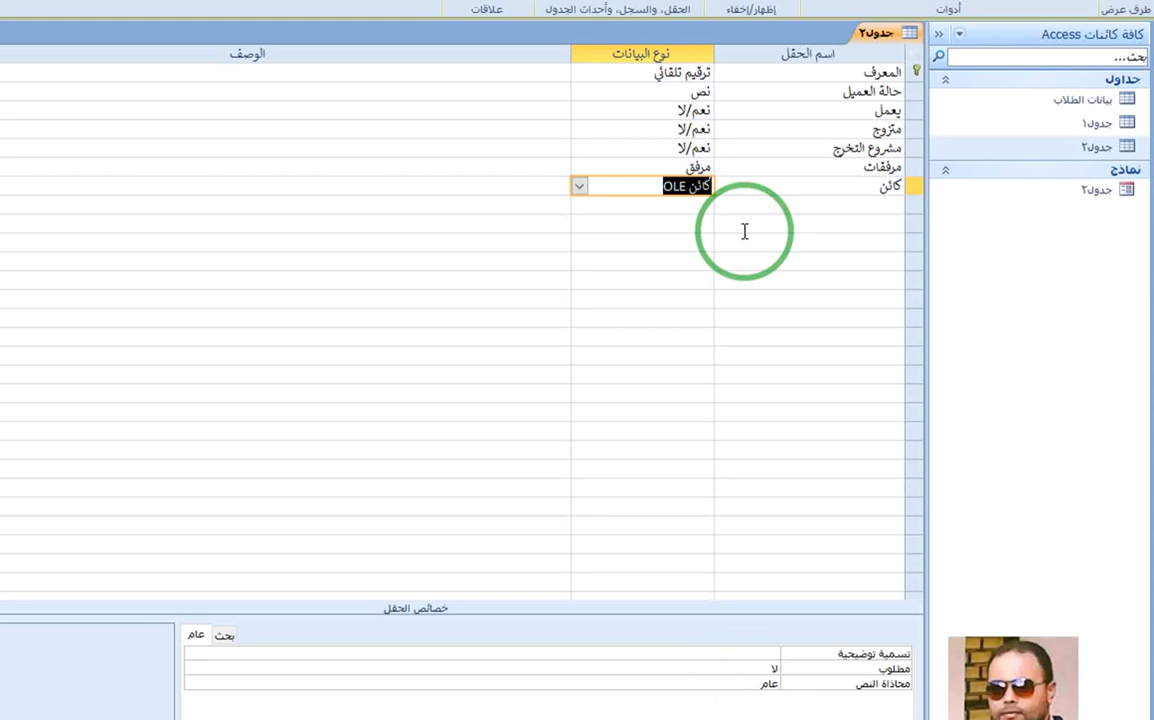 طرق عرض
أدوات
إظهار/إخفاء
الحقل، والسجل، وأحداث الجدول
علاقات
كافة كائنات Access
بحث...
جداول
بيانات الطلاب
جدول١
جدول٢
نماذج
جدول٢
جدول٢
اسم الحقل نوع البيانات الوصف
المعرف ترقيم تلقائي
حالة العميل نص
يعمل نعم/لا
متزوج نعم/لا
مشروع التخرج نعم/لا
مرفقات مرفق
كائن كائن OLE
خصائص الحقل
عام بحث
تسمية توضيحية
مطلوب لا
محاذاة النص عام